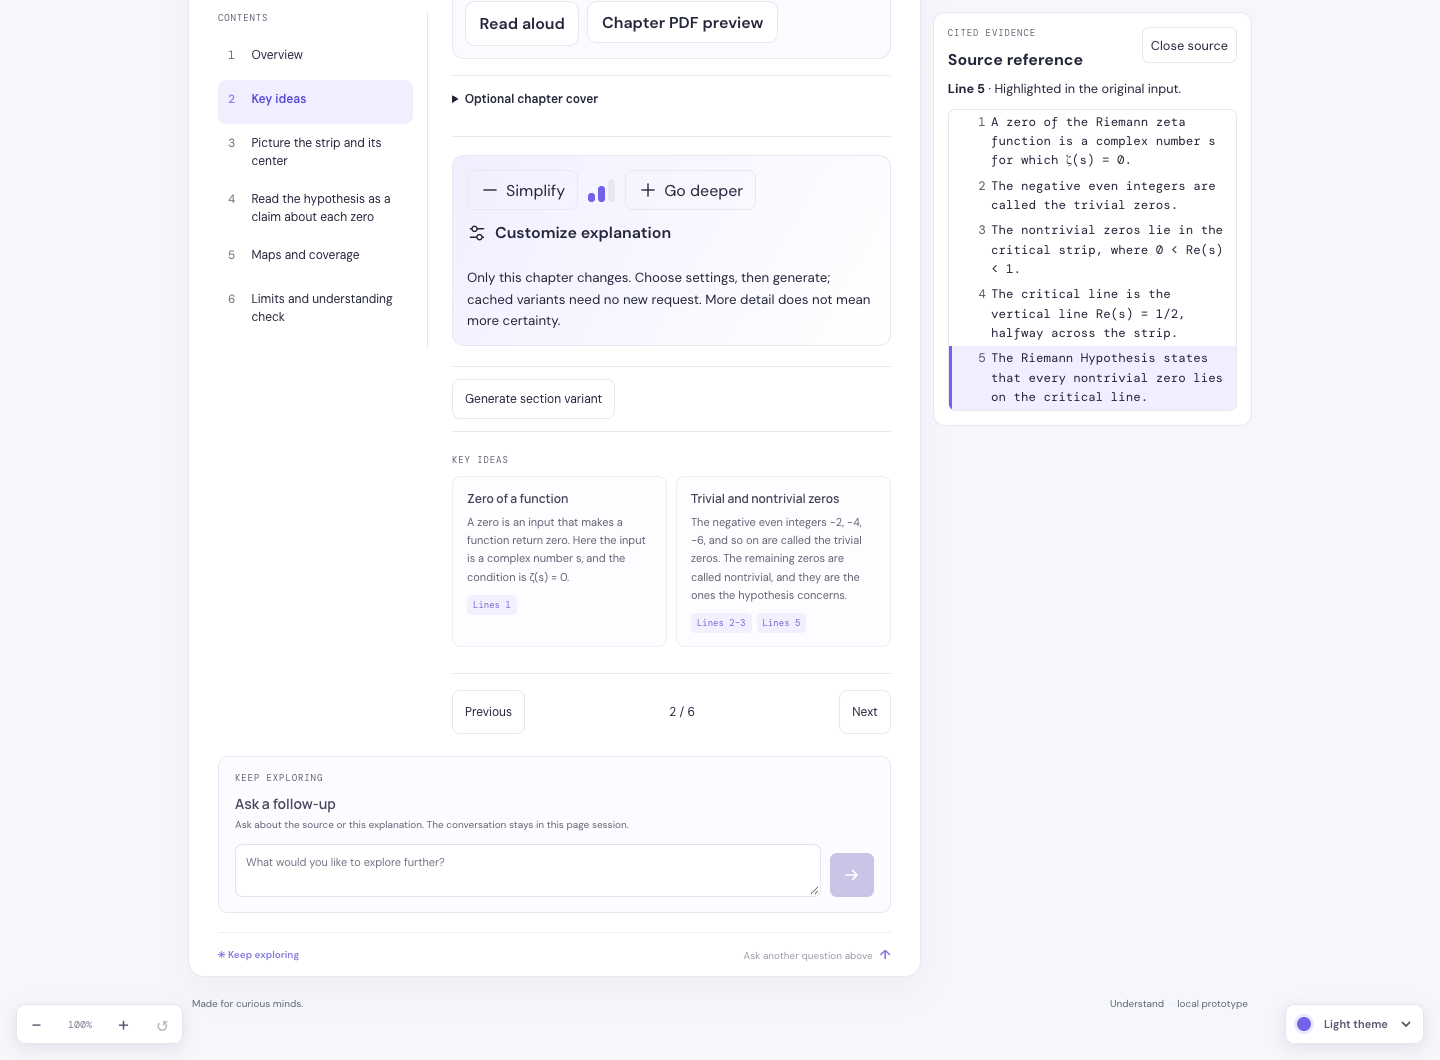 CONTENTS
1 Overview
2 Key ideas
3 Picture the strip and its
center
4 Read the hypothesis as a
claim about each zero
5 Maps and coverage
6 Limits and understanding
check
Read aloud
Chapter PDF preview
Optional chapter cover
Simplify
Go deeper
Customize explanation
Only this chapter changes. Choose settings, then generate;
cached variants need no new request. More detail does not mean
more certainty.
Generate section variant
KEY IDEAS
Zero of a function
A zero is an input that makes a
function return zero. Here the input
is a complex number s, and the
condition is ζ(s) = 0.
Lines 1
Trivial and nontrivial zeros
The negative even integers −2, −4,
−6, and so on are called the trivial
zeros. The remaining zeros are
called nontrivial, and they are the
ones the hypothesis concerns.
Lines 2–3 Lines 5
Previous
2 / 6
Next
KEEP EXPLORING
Ask a follow-up
Ask about the source or this explanation. The conversation stays in this page session.
What would you like to explore further?
Keep exploring
Ask another question above
CITED EVIDENCE
Source reference
Close source
Line 5 · Highlighted in the original input.
1 A zero of the Riemann zeta
function is a complex number s
for which ζ(s) = 0.
2 The negative even integers are
called the trivial zeros.
3 The nontrivial zeros lie in the
critical strip, where 0 < Re(s)
< 1.
4 The critical line is the
vertical line Re(s) = 1/2,
halfway across the strip.
5 The Riemann Hypothesis states
that every nontrivial zero lies
on the critical line.
Made for curious minds.
Understand · local prototype
− 100% +
Light theme